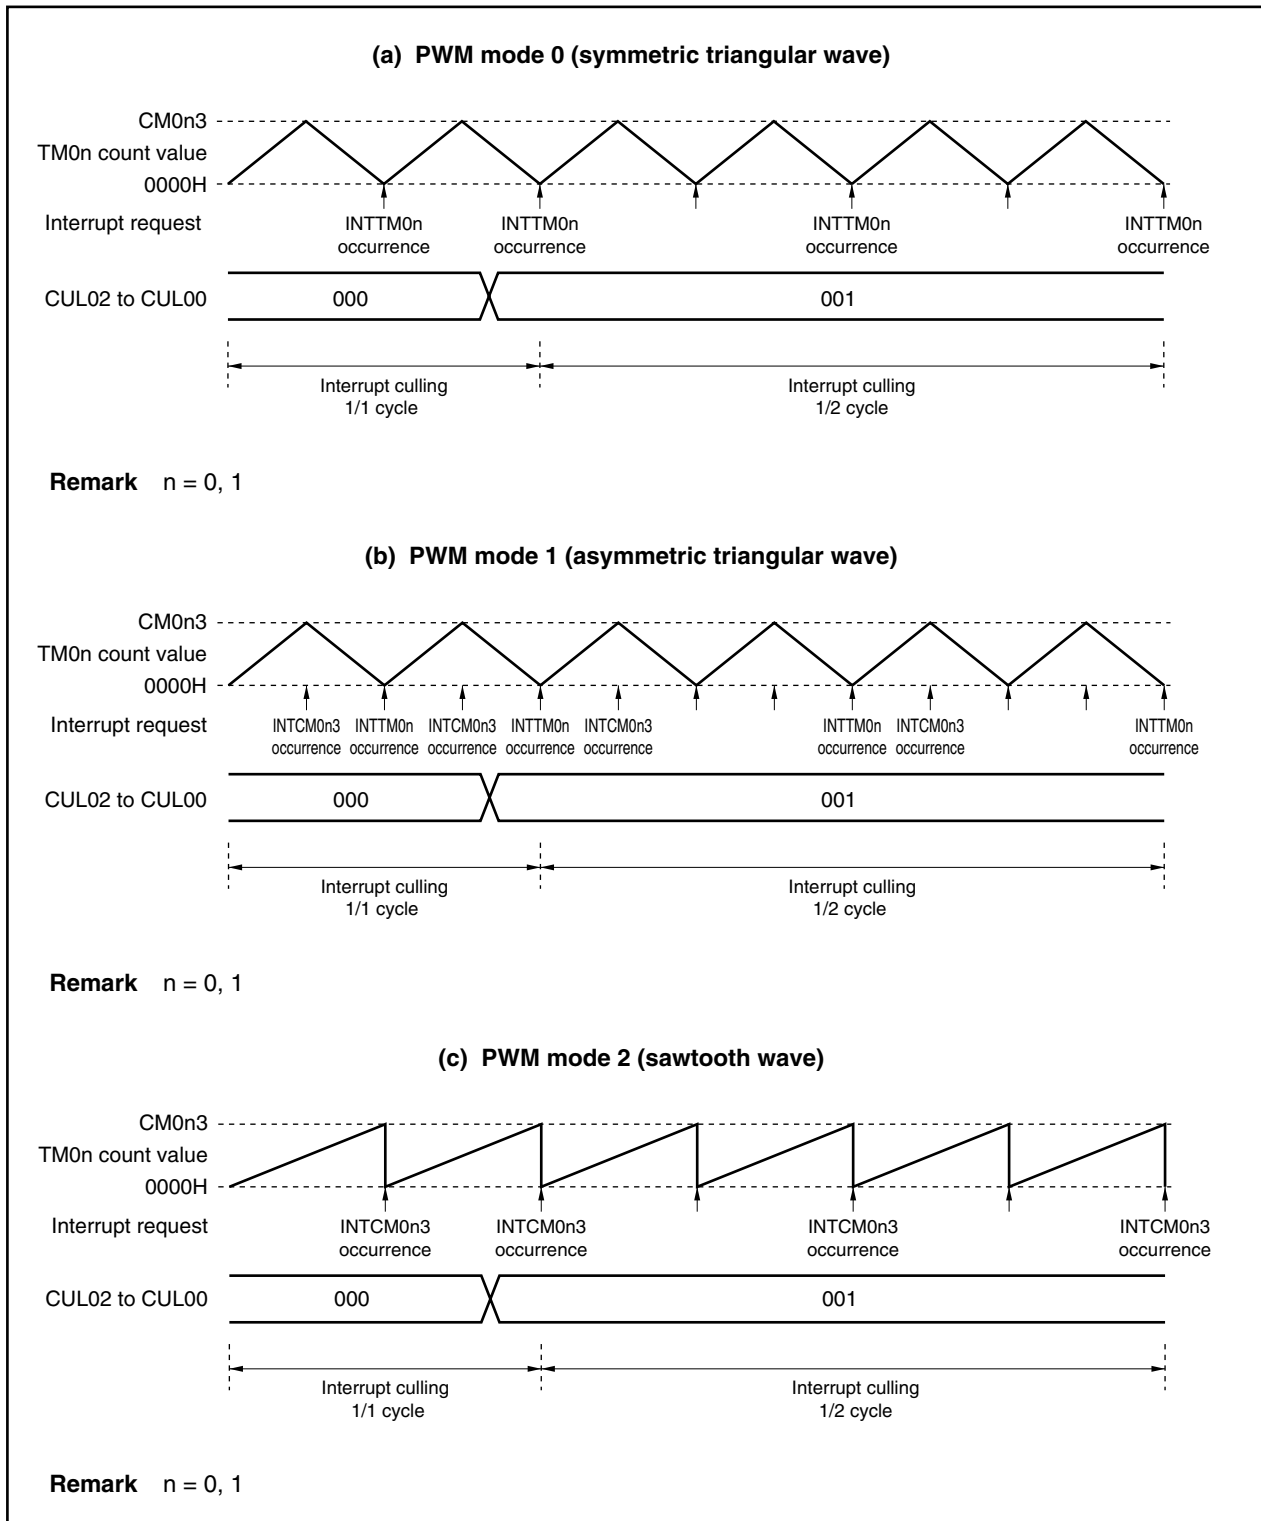 (a) PWM mode 0 (symmetric triangular wave)
CM0n3
TM0n count value
0000H
Interrupt request
INTTM0n occurrence
INTTM0n occurrence
INTTM0n occurrence
INTTM0n occurrence
CUL02 to CUL00
000
001
Interrupt culling
1/1 cycle
Interrupt culling
1/2 cycle
Remark n = 0, 1
(b) PWM mode 1 (asymmetric triangular wave)
CM0n3
TM0n count value
0000H
Interrupt request
INTCM0n3 occurrence
INTTM0n occurrence
INTCM0n3 occurrence
INTTM0n occurrence
INTCM0n3 occurrence
INTTM0n occurrence
INTCM0n3 occurrence
INTTM0n occurrence
CUL02 to CUL00
000
001
Interrupt culling
1/1 cycle
Interrupt culling
1/2 cycle
Remark n = 0, 1
(c) PWM mode 2 (sawtooth wave)
CM0n3
TM0n count value
0000H
Interrupt request
INTCM0n3 occurrence
INTCM0n3 occurrence
INTCM0n3 occurrence
INTCM0n3 occurrence
CUL02 to CUL00
000
001
Interrupt culling
1/1 cycle
Interrupt culling
1/2 cycle
Remark n = 0, 1